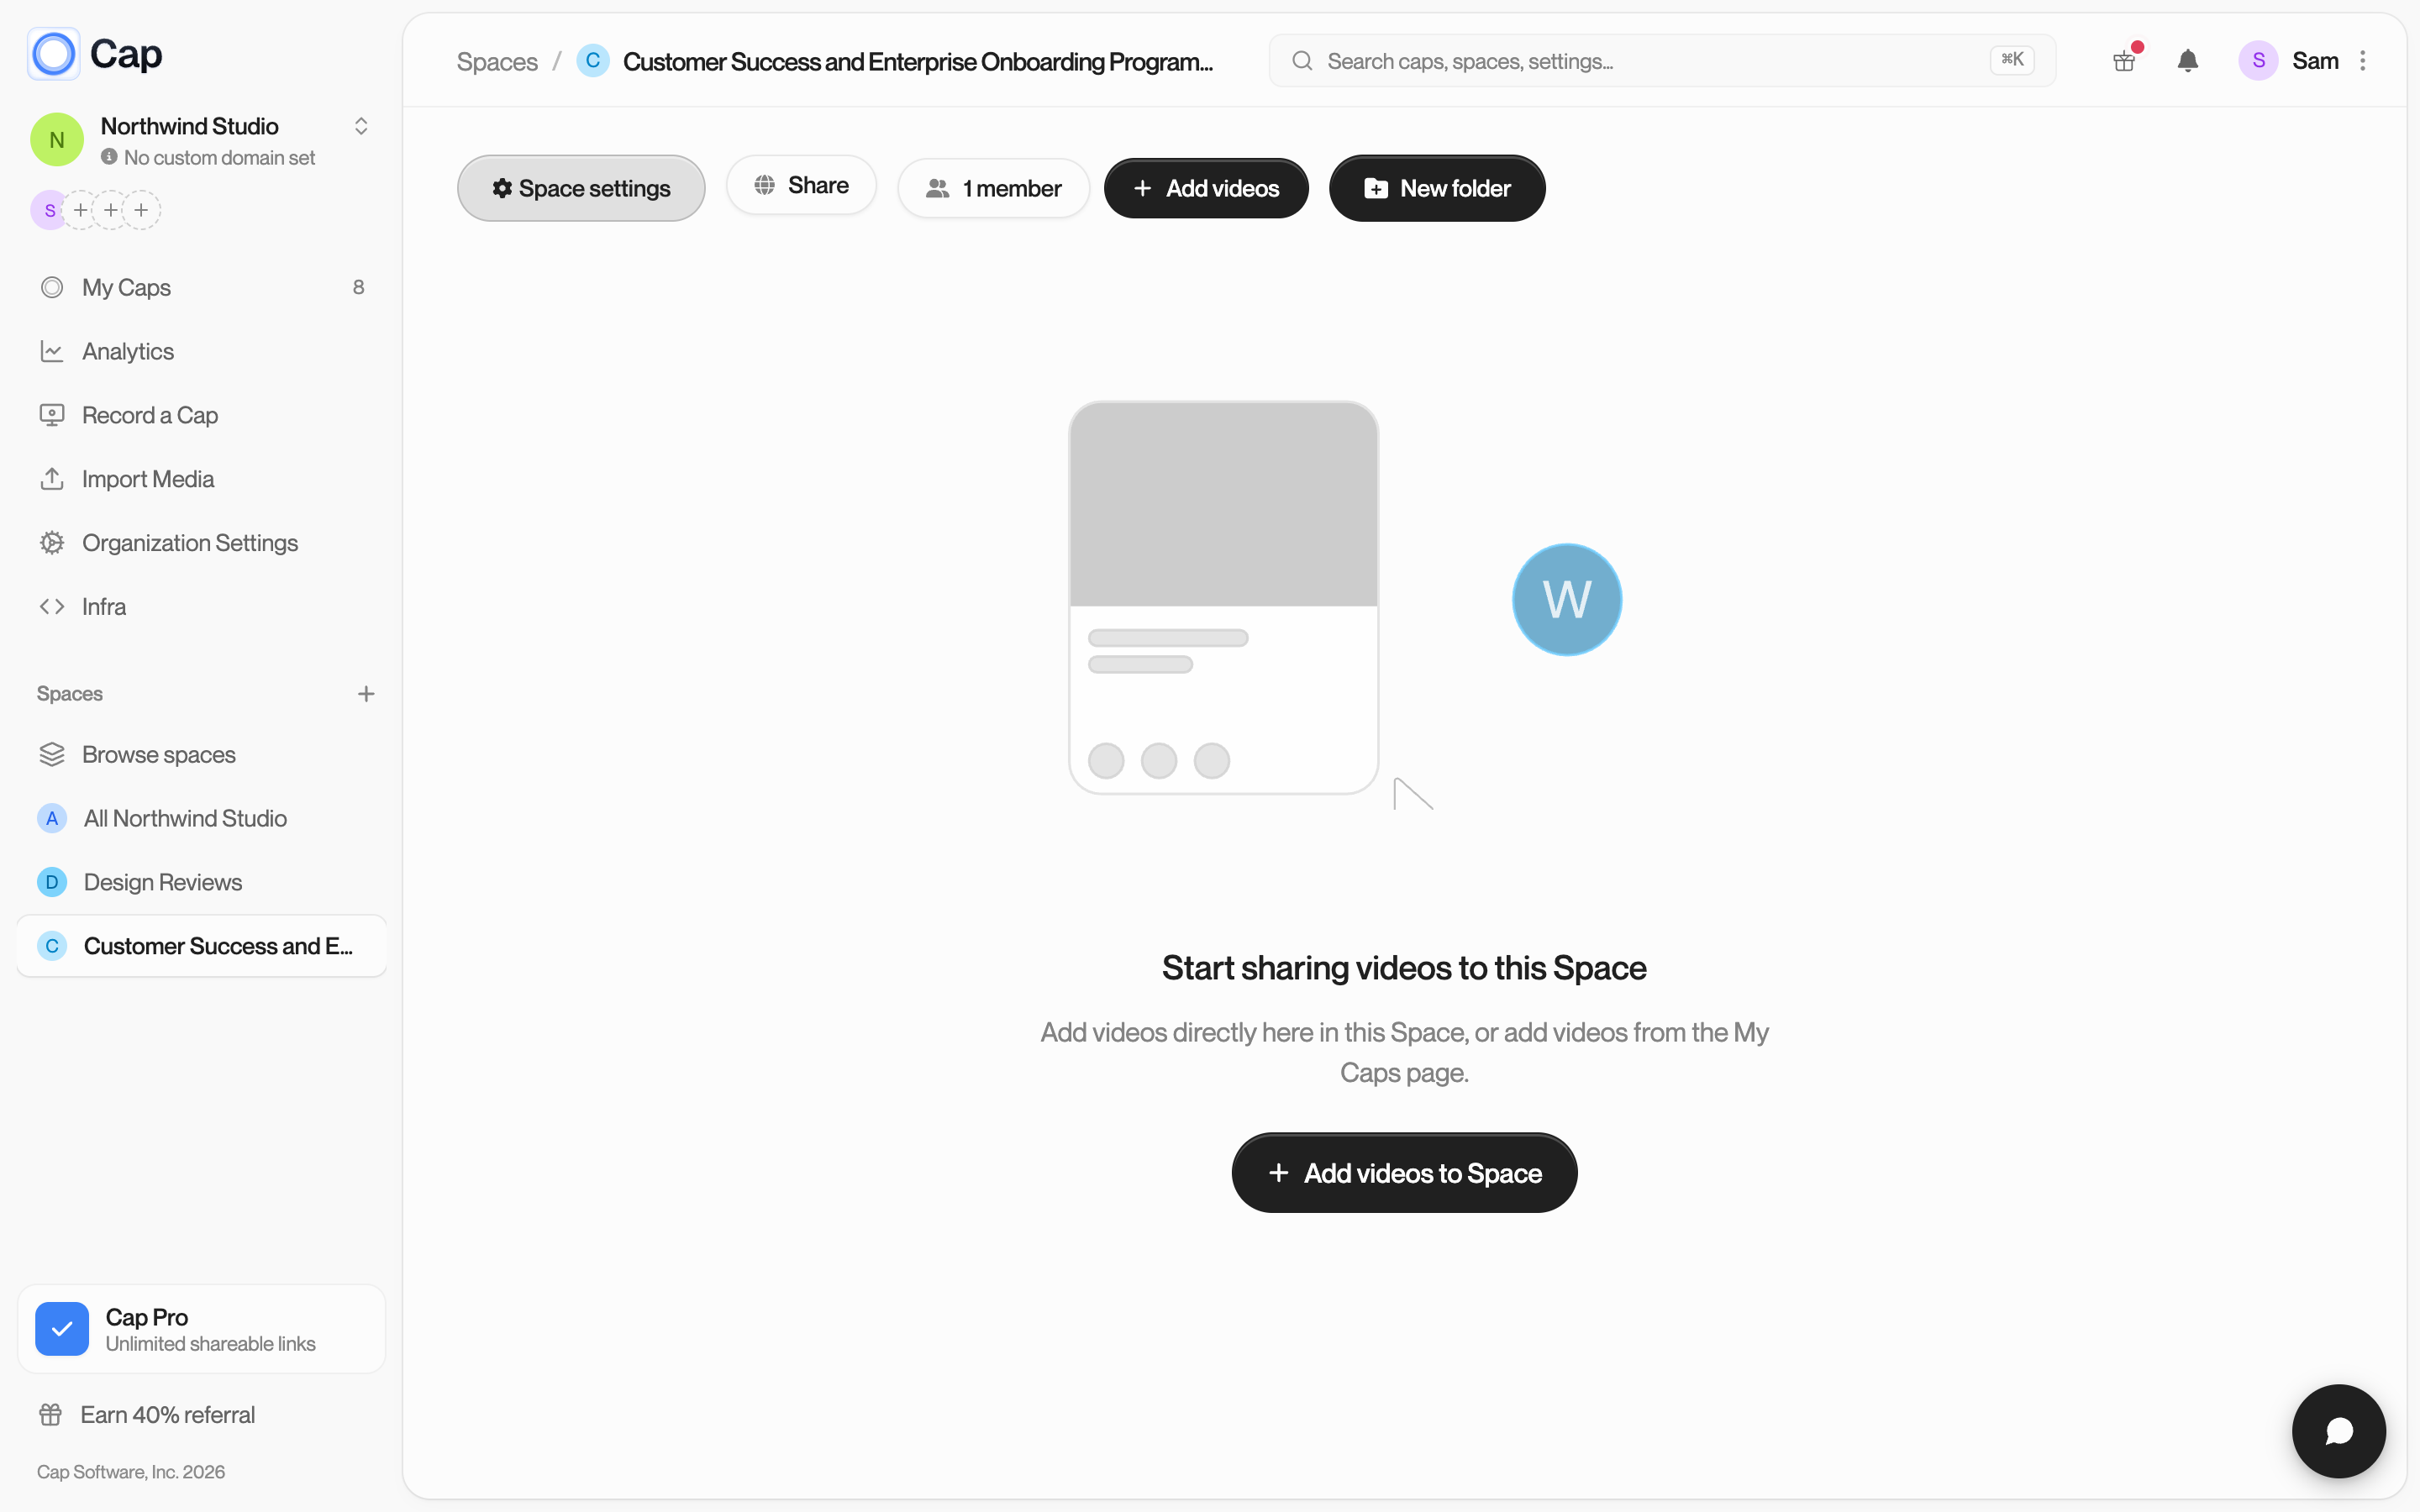 Cap
N
Northwind Studio
No custom domain set
S
My Caps 8
Analytics
Record a Cap
Import Media
Organization Settings
Infra
Spaces
Browse spaces
A All Northwind Studio
D Design Reviews
C Customer Success and E...
Cap Pro
Unlimited shareable links
Earn 40% referral
Cap Software, Inc. 2026
Spaces / C Customer Success and Enterprise Onboarding Program...
Search caps, spaces, settings... ⌘K
S Sam
Space settings
Share
1 member
Add videos
New folder
W
Start sharing videos to this Space
Add videos directly here in this Space, or add videos from the My
Caps page.
Add videos to Space